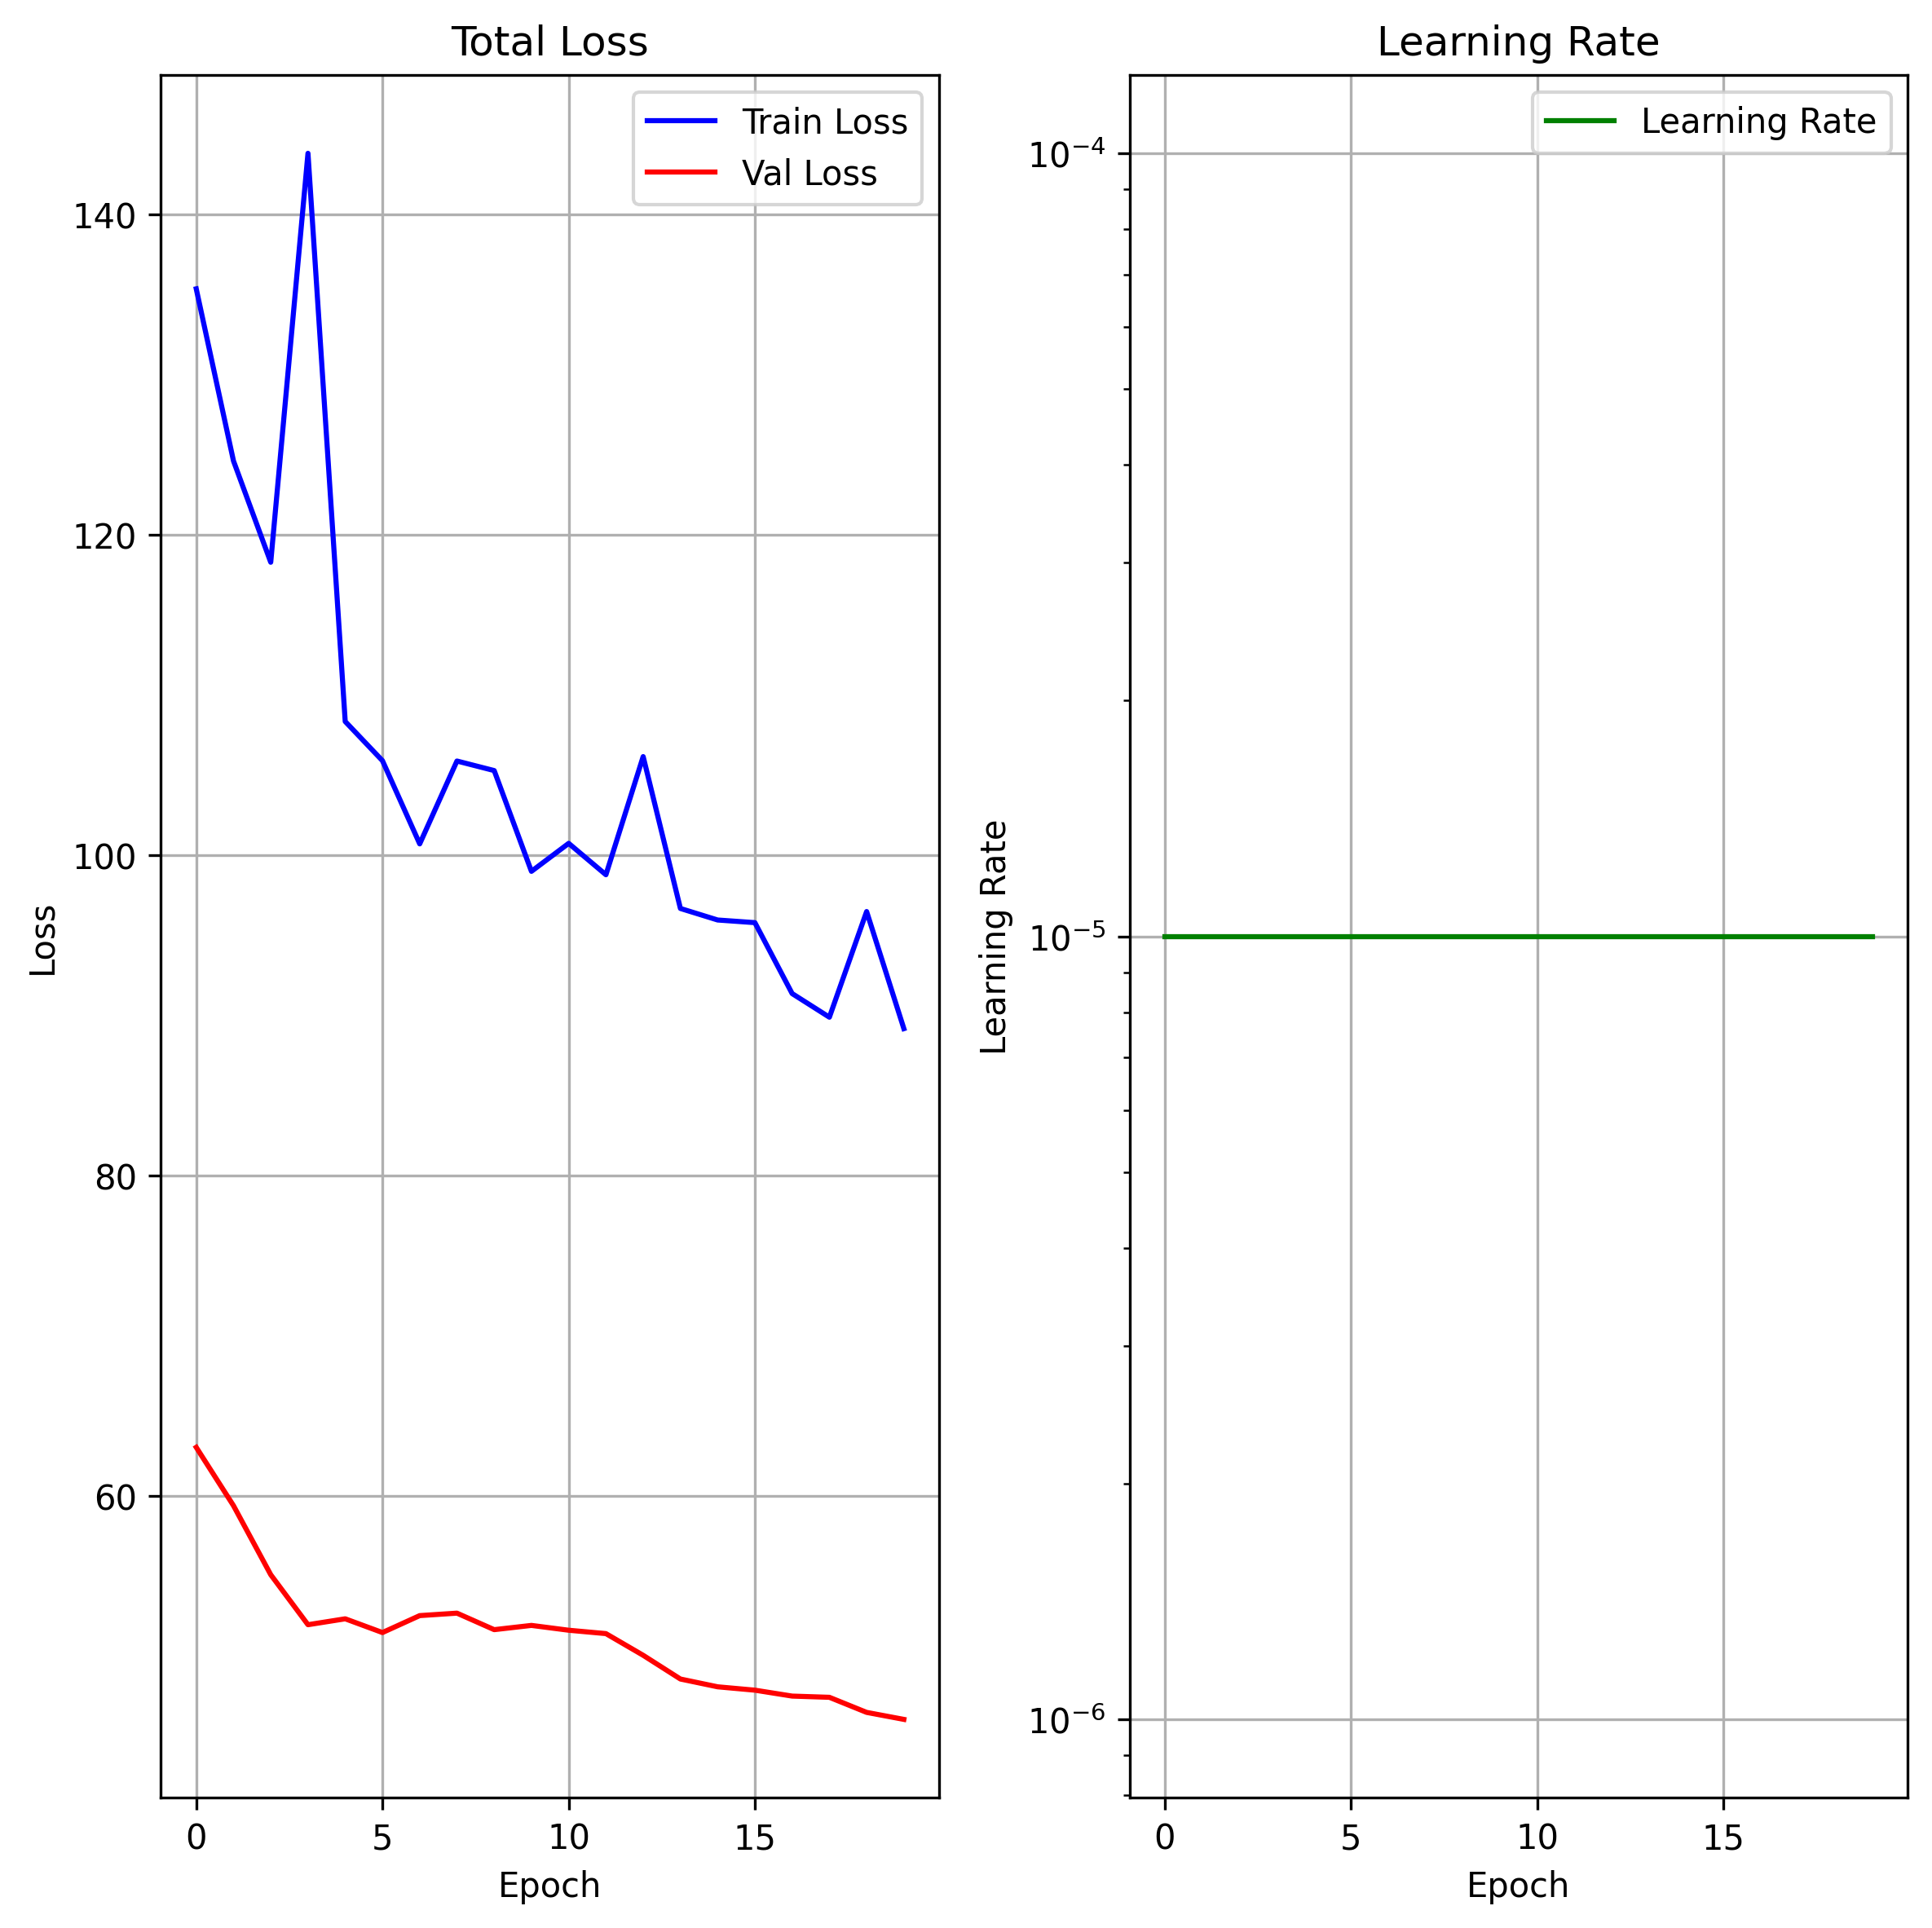 Total Loss
Train Loss
Val Loss
140
120
100
80
60
Loss
0 5 10 15
Epoch
Learning Rate
Learning Rate
10⁻⁴
10⁻⁵
10⁻⁶
Learning Rate
0 5 10 15
Epoch